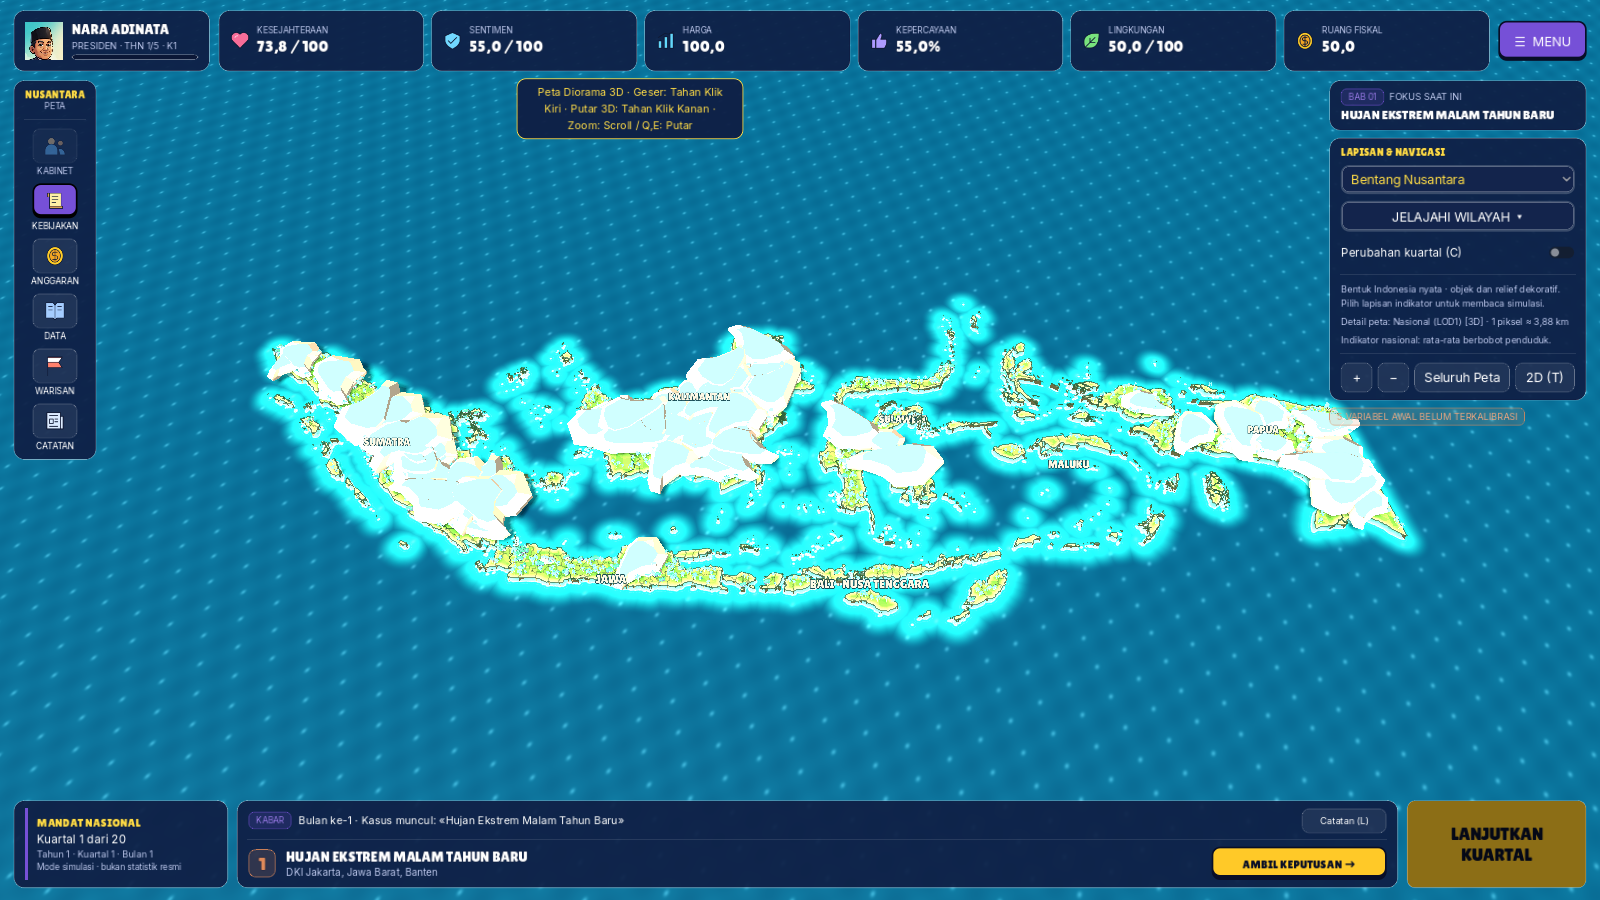 NARA ADINATA
PRESIDEN · THN 1/5 · K1
KESEJAHTERAAN
73,8 / 100
SENTIMEN
55,0 / 100
HARGA
100,0
KEPERCAYAAN
55,0%
LINGKUNGAN
50,0 / 100
RUANG FISKAL
50,0
☰ MENU
NUSANTARA
PETA
KABINET
KEBIJAKAN
ANGGARAN
DATA
WARISAN
CATATAN
Peta Diorama 3D · Geser: Tahan Klik
Kiri · Putar 3D: Tahan Klik Kanan ·
Zoom: Scroll / Q,E: Putar
BAB 01 FOKUS SAAT INI
HUJAN EKSTREM MALAM TAHUN BARU
LAPISAN & NAVIGASI
Bentang Nusantara
JELAJAHI WILAYAH ▾
Perubahan kuartal (C)
Bentuk Indonesia nyata · objek dan relief dekoratif.
Pilih lapisan indikator untuk membaca simulasi.
Detail peta: Nasional (LOD1) [3D] · 1 piksel ≈ 3,88 km
Indikator nasional: rata-rata berbobot penduduk.
+
−
Seluruh Peta
2D (T)
VARIABEL AWAL BELUM TERKALIBRASI
KALIMANTAN
SUMATRA
PAPUA
MALUKU
JAWA
BALI · NUSA TENGGARA
MANDAT NASIONAL
Kuartal 1 dari 20
Tahun 1 · Kuartal 1 · Bulan 1
Mode simulasi · bukan statistik resmi
KABAR Bulan ke-1 · Kasus muncul: «Hujan Ekstrem Malam Tahun Baru»
Catatan (L)
1
HUJAN EKSTREM MALAM TAHUN BARU
DKI Jakarta, Jawa Barat, Banten
AMBIL KEPUTUSAN →
LANJUTKAN
KUARTAL